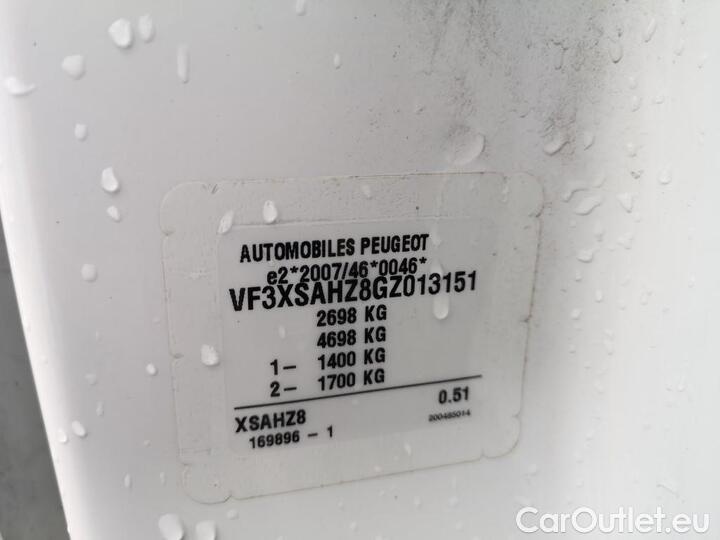 AUTOMOBILES PEUGEOT
e2*2007/46*0046*
VF3XSAHZ8GZ013151
2698 KG
4698 KG
1– 1400 KG
2– 1700 KG
XSAHZ8 0.51
169896 – 1 200485014
CarOutlet.eu